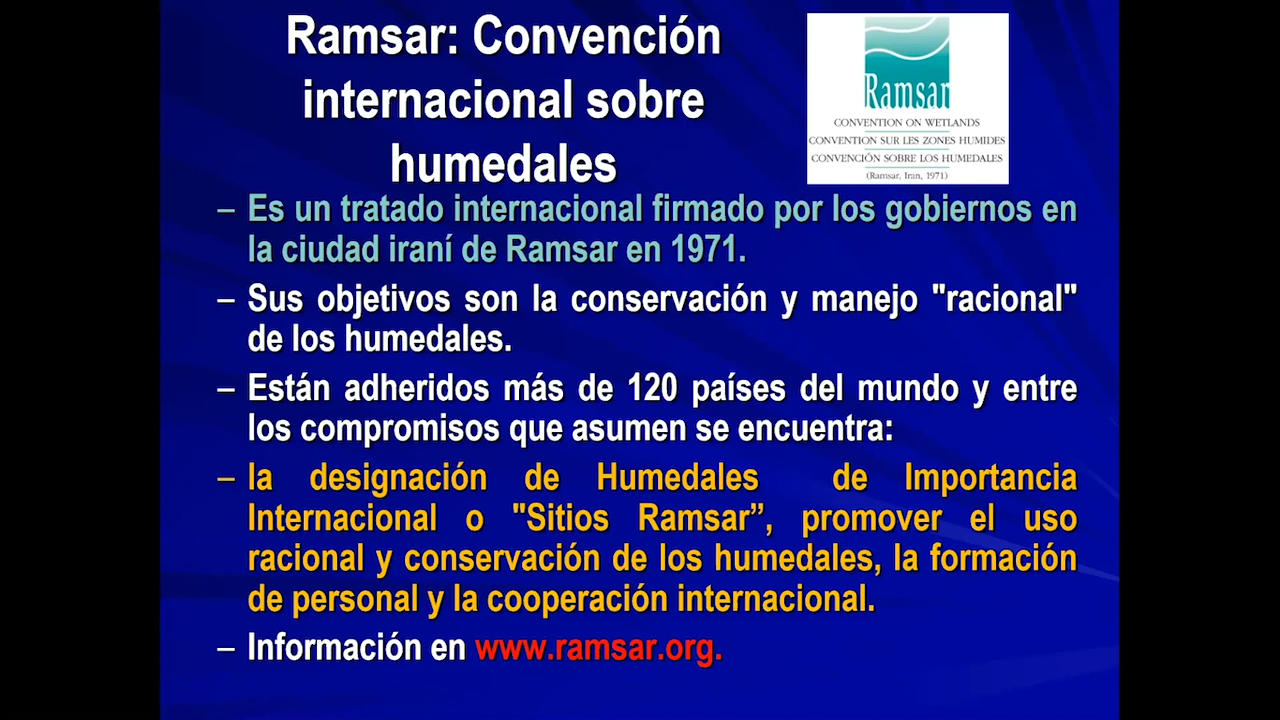 Ramsar: Convención
internacional sobre
humedales
Ramsar
CONVENTION ON WETLANDS
CONVENTION SUR LES ZONES HUMIDES
CONVENCIÓN SOBRE LOS HUMEDALES
(Ramsar, Iran, 1971)
– Es un tratado internacional firmado por los gobiernos en
la ciudad iraní de Ramsar en 1971.
– Sus objetivos son la conservación y manejo "racional"
de los humedales.
– Están adheridos más de 120 países del mundo y entre
los compromisos que asumen se encuentra:
– la designación de Humedales de Importancia
Internacional o "Sitios Ramsar”, promover el uso
racional y conservación de los humedales, la formación
de personal y la cooperación internacional.
– Información en www.ramsar.org.